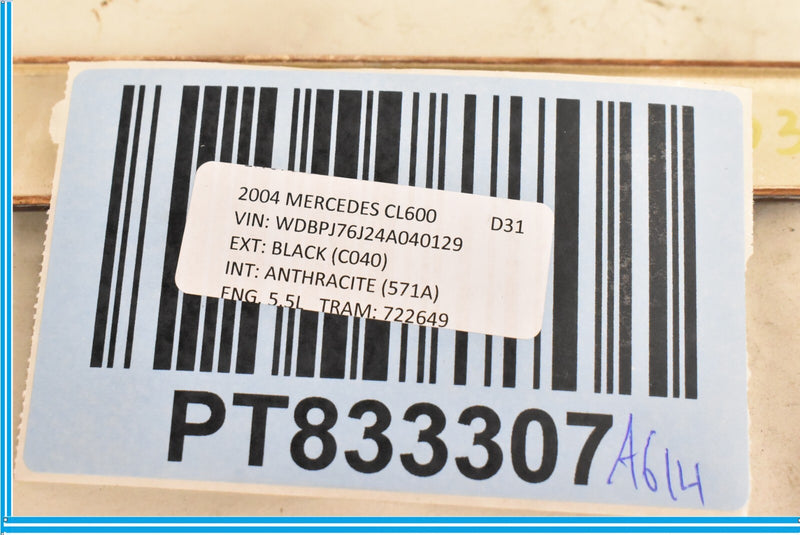 2004 MERCEDES CL600 D31
VIN: WDBPJ76J24A040129
EXT: BLACK (C040)
INT: ANTHRACITE (571A)
ENG. 5.5L TRAM: 722649
PT833307 A614